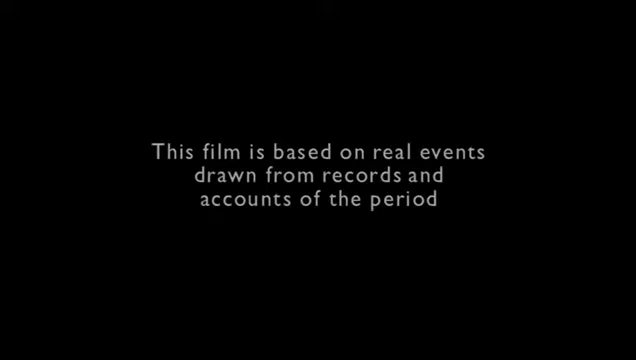 This film is based on real events
drawn from records and
accounts of the period